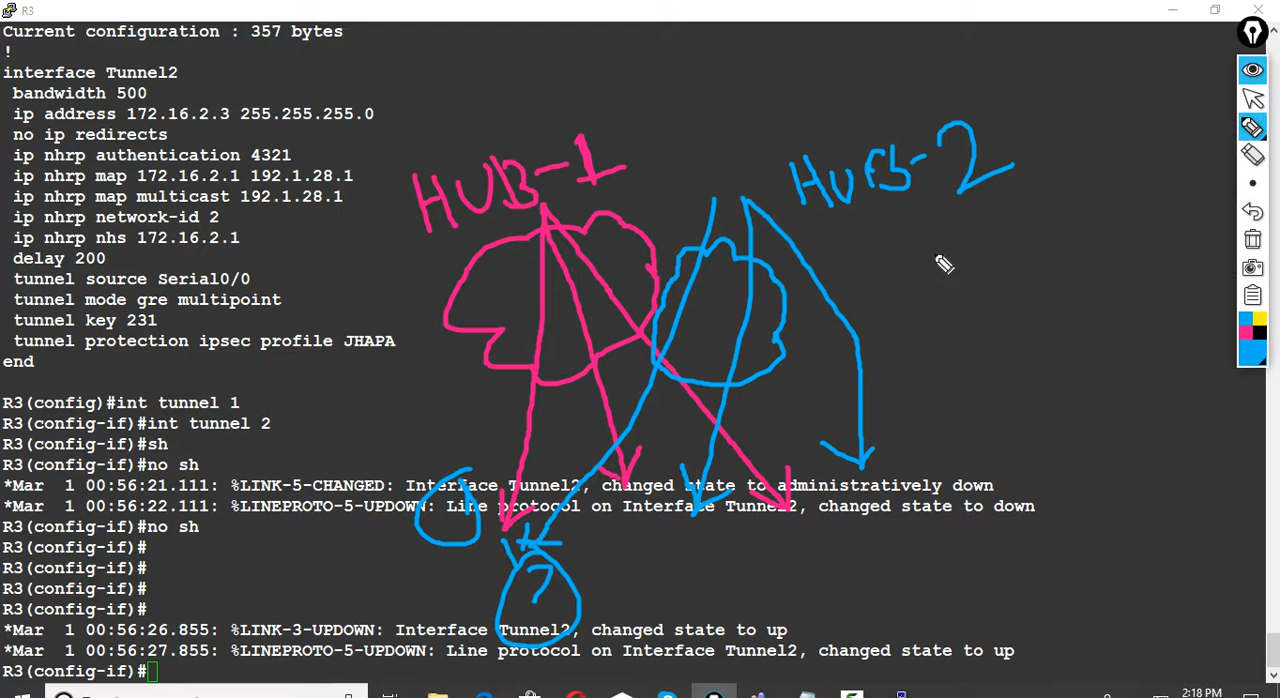 R3
Current configuration : 357 bytes
!
interface Tunnel2
bandwidth 500
ip address 172.16.2.3 255.255.255.0
no ip redirects
ip nhrp authentication 4321
ip nhrp map 172.16.2.1 192.1.28.1
ip nhrp map multicast 192.1.28.1
ip nhrp network-id 2
ip nhrp nhs 172.16.2.1
delay 200
tunnel source Serial0/0
tunnel mode gre multipoint
tunnel key 231
tunnel protection ipsec profile JHAPA
end
HUB-1
HUB-2
R3(config)#int tunnel 1
R3(config-if)#int tunnel 2
R3(config-if)#sh
R3(config-if)#no sh
*Mar  1 00:56:21.111: %LINK-5-CHANGED: Interface Tunnel2, changed state to administratively down
*Mar  1 00:56:22.111: %LINEPROTO-5-UPDOWN: Line protocol on Interface Tunnel2, changed state to down
R3(config-if)#no sh
R3(config-if)#
R3(config-if)#
R3(config-if)#
R3(config-if)#
*Mar  1 00:56:26.855: %LINK-3-UPDOWN: Interface Tunnel2, changed state to up
*Mar  1 00:56:27.855: %LINEPROTO-5-UPDOWN: Line protocol on Interface Tunnel2, changed state to up
R3(config-if)#
2:18 PM